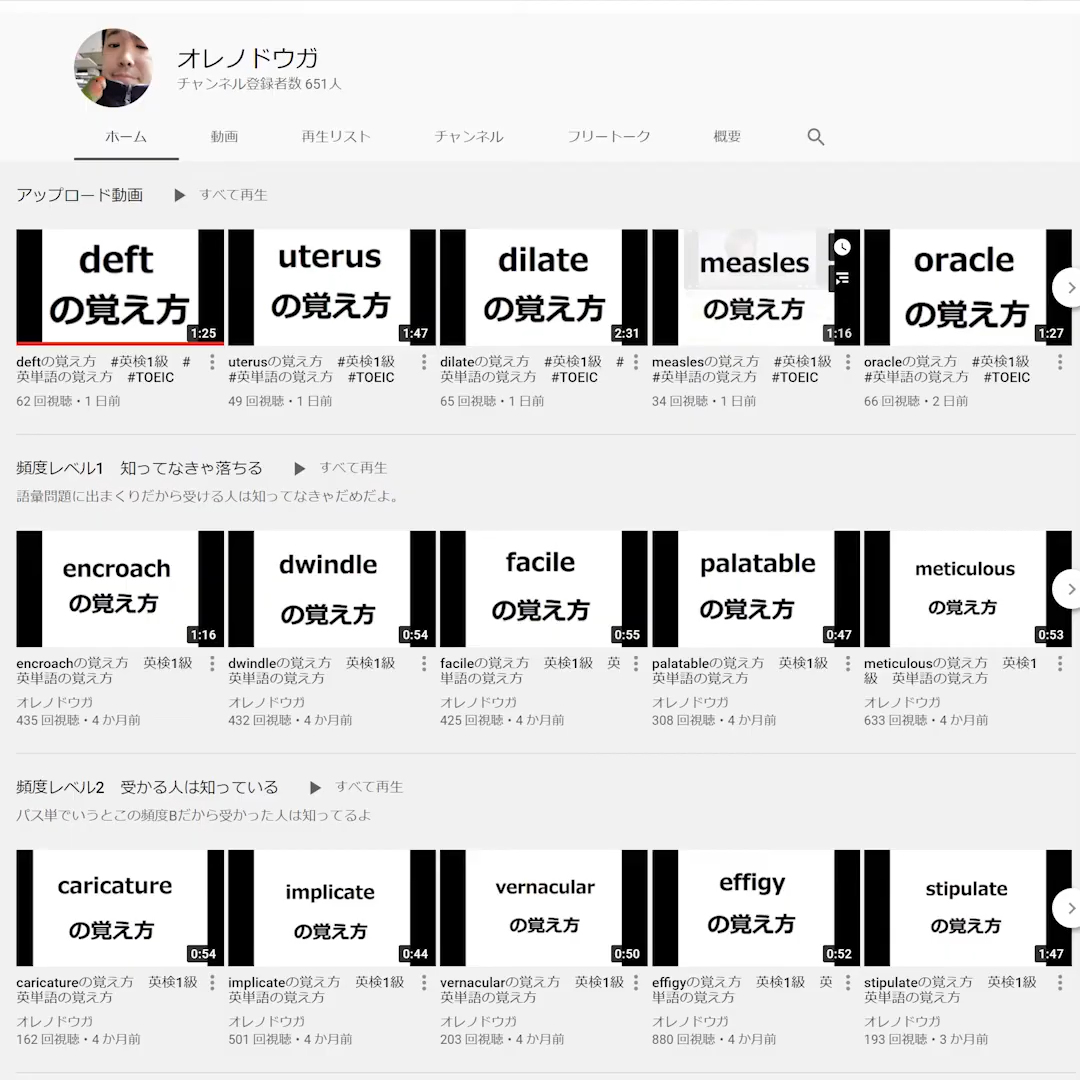 オレノドウガ
チャンネル登録者数 651人
ホーム 動画 再生リスト チャンネル フリートーク 概要
アップロード動画 すべて再生
deft
の覚え方
1:25
uterus
の覚え方
1:47
dilate
の覚え方
2:31
measles
の覚え方
1:16
oracle
の覚え方
1:27
deftの覚え方 #英検1級 #
英単語の覚え方 #TOEIC
62 回視聴・1 日前
uterusの覚え方 #英検1級
#英単語の覚え方 #TOEIC
49 回視聴・1 日前
dilateの覚え方 #英検1級 #
英単語の覚え方 #TOEIC
65 回視聴・1 日前
measlesの覚え方 #英検1級
#英単語の覚え方 #TOEIC
34 回視聴・1 日前
oracleの覚え方 #英検1級
#英単語の覚え方 #TOEIC
66 回視聴・2 日前
頻度レベル1 知ってなきゃ落ちる すべて再生
語彙問題に出まくりだから受ける人は知ってなきゃだめだよ。
encroach
の覚え方
1:16
dwindle
の覚え方
0:54
facile
の覚え方
0:55
palatable
の覚え方
0:47
meticulous
の覚え方
0:53
encroachの覚え方 英検1級
英単語の覚え方
オレノドウガ
435 回視聴・4 か月前
dwindleの覚え方 英検1級
英単語の覚え方
オレノドウガ
432 回視聴・4 か月前
facileの覚え方 英検1級 英
単語の覚え方
オレノドウガ
425 回視聴・4 か月前
palatableの覚え方 英検1級
英単語の覚え方
オレノドウガ
308 回視聴・4 か月前
meticulousの覚え方 英検1
級 英単語の覚え方
オレノドウガ
633 回視聴・4 か月前
頻度レベル2 受かる人は知っている すべて再生
パス単でいうとこの頻度Bだから受かった人は知ってるよ
caricature
の覚え方
0:54
implicate
の覚え方
0:44
vernacular
の覚え方
0:50
effigy
の覚え方
0:52
stipulate
の覚え方
1:47
caricatureの覚え方 英検1級
英単語の覚え方
オレノドウガ
162 回視聴・4 か月前
implicateの覚え方 英検1級
英単語の覚え方
オレノドウガ
501 回視聴・4 か月前
vernacularの覚え方 英検1級
英単語の覚え方
オレノドウガ
203 回視聴・4 か月前
effigyの覚え方 英検1級 英
単語の覚え方
オレノドウガ
880 回視聴・4 か月前
stipulateの覚え方 英検1級
英単語の覚え方
オレノドウガ
193 回視聴・3 か月前